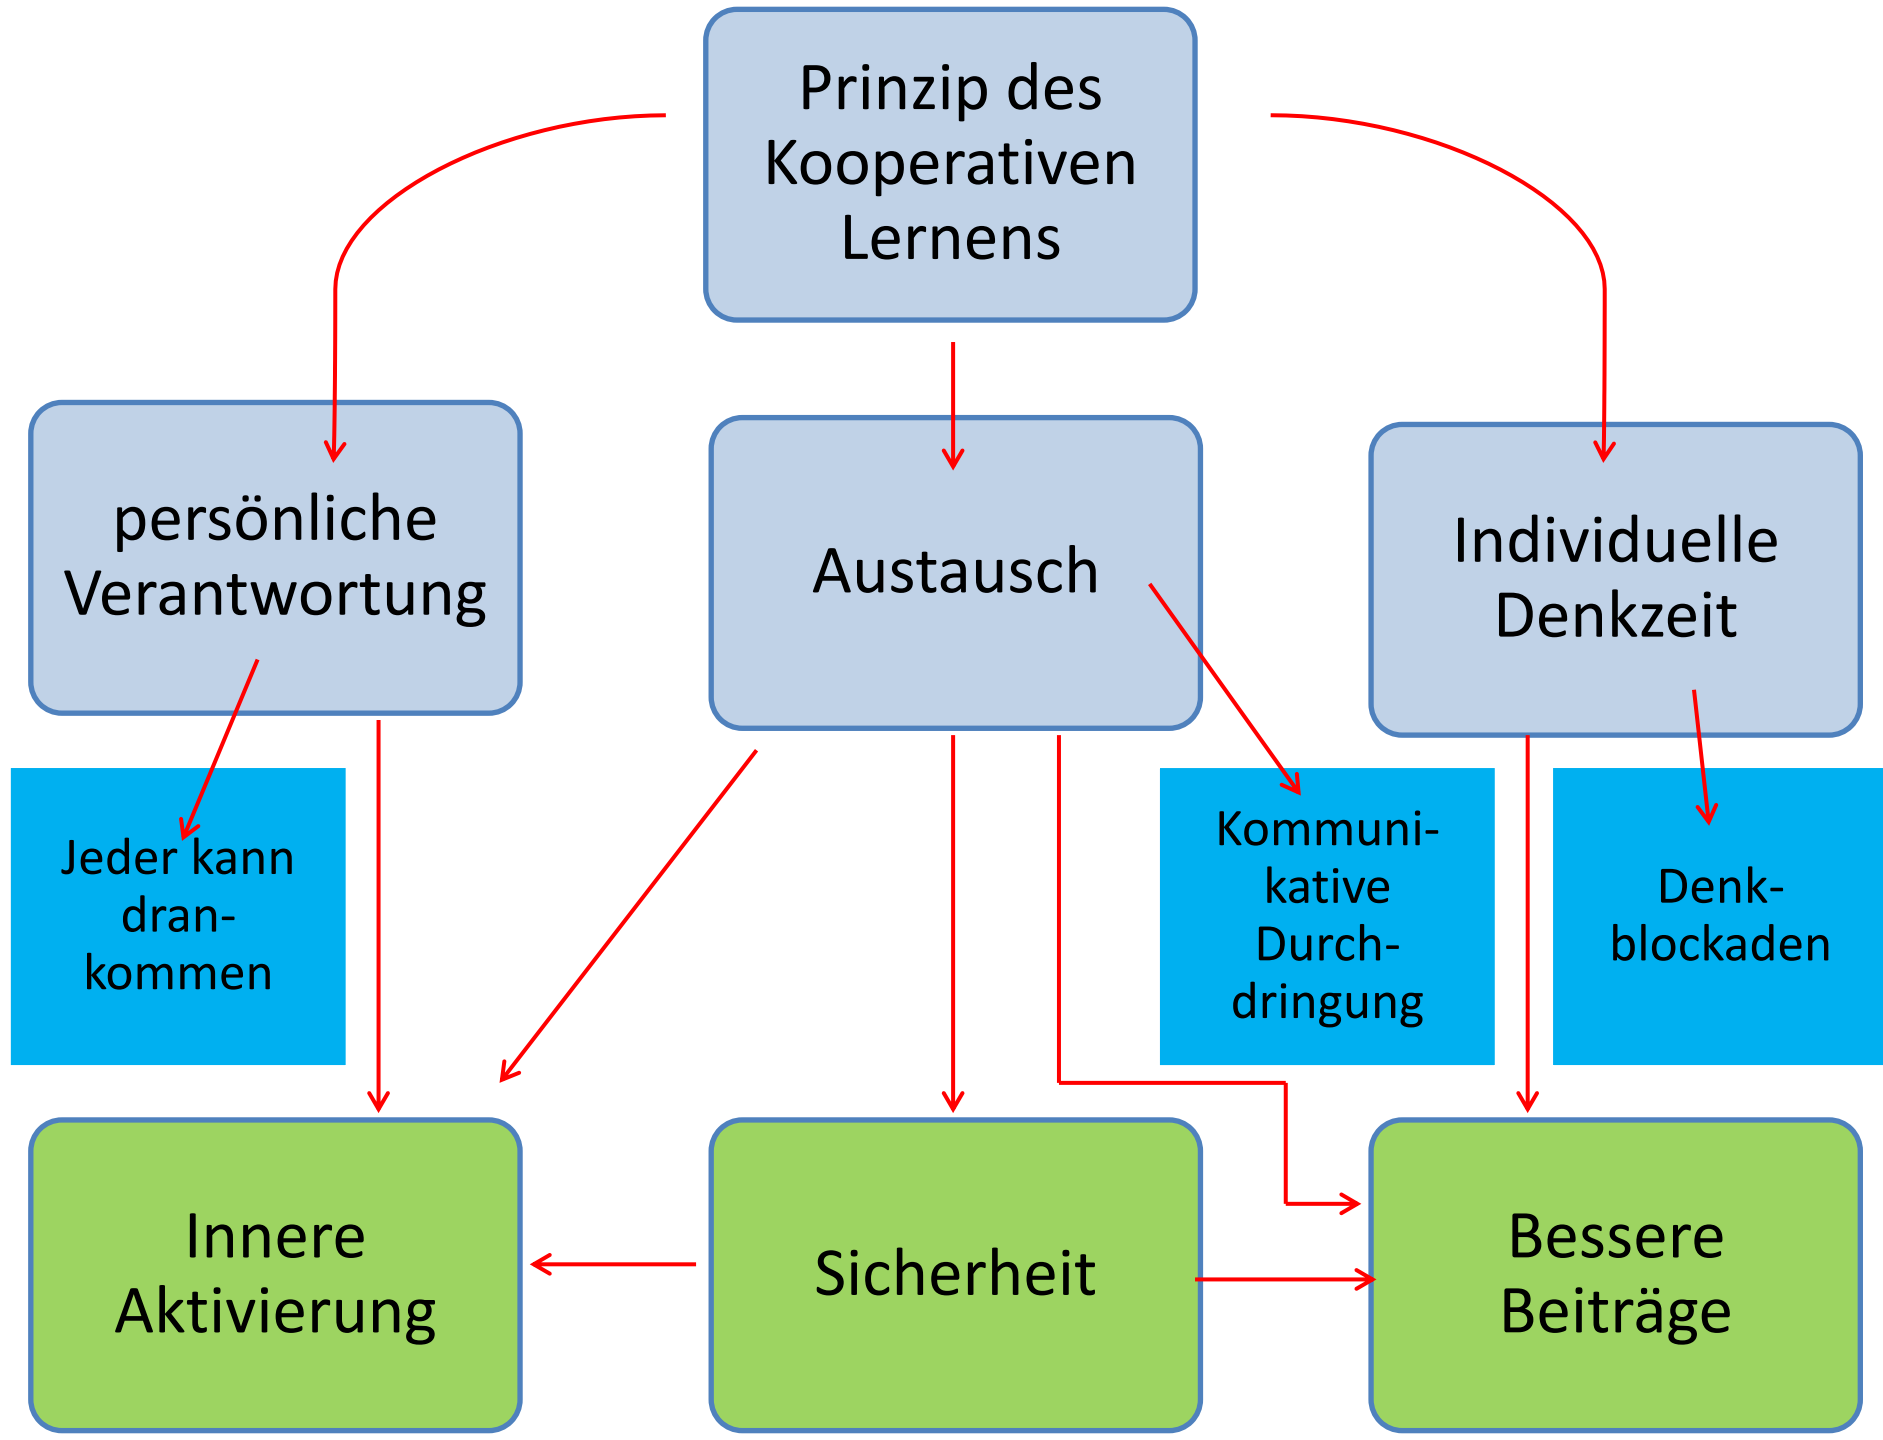 Prinzip des
Kooperativen
Lernens
persönliche
Verantwortung
Austausch
Individuelle
Denkzeit
Jeder kann
dran-
kommen
Kommuni-
kative
Durch-
dringung
Denk-
blockaden
Innere
Aktivierung
Sicherheit
Bessere
Beiträge